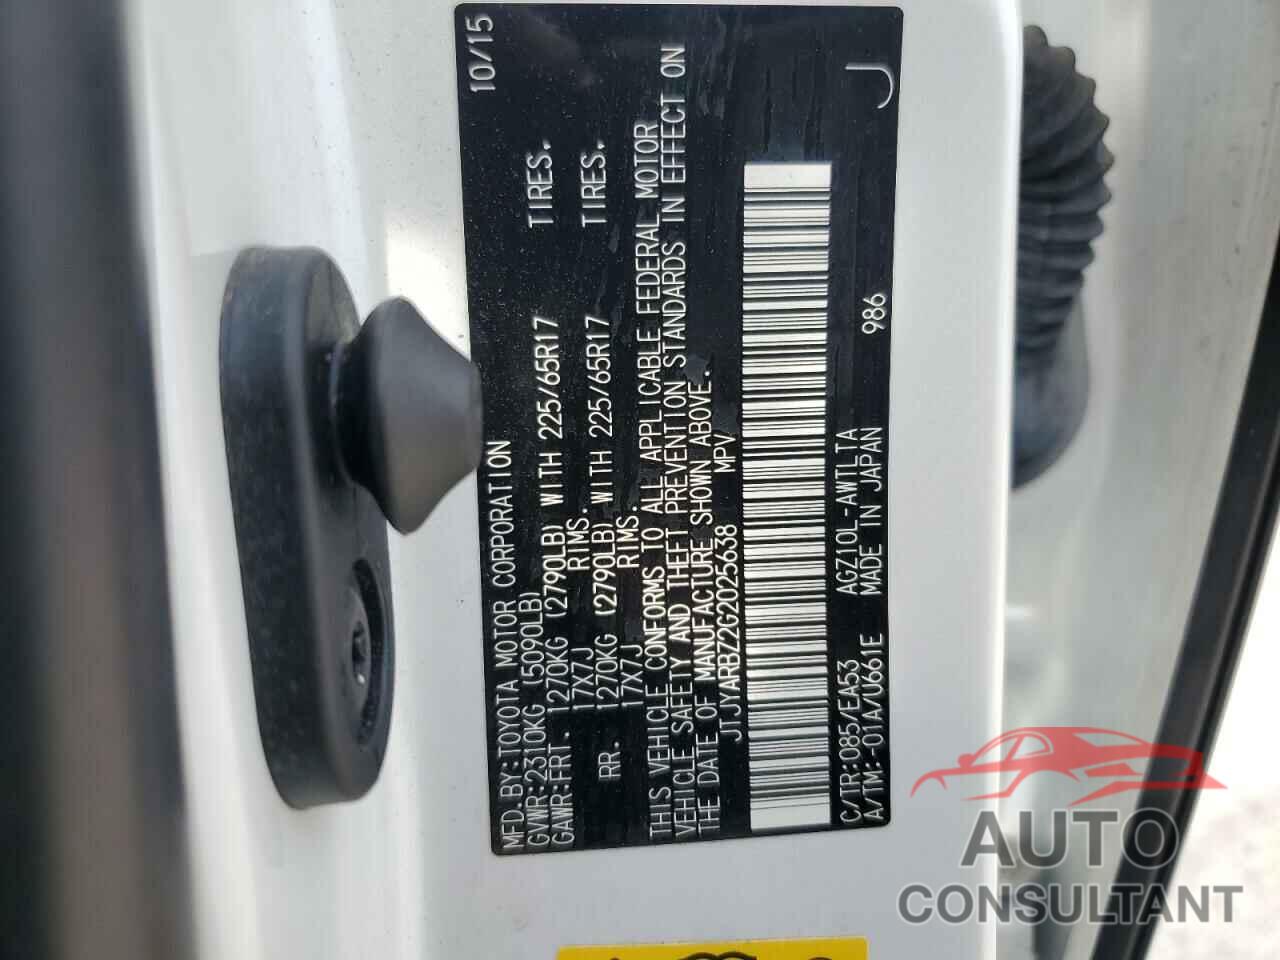 MFD.BY:TOYOTA MOTOR CORPORATION 10/15
GVWR:2310KG (5090LB)
GAWR:FRT. 1270KG (2790LB) WITH 225/65R17 TIRES.
17X7J RIMS.
RR. 1270KG (2790LB) WITH 225/65R17 TIRES.
17X7J RIMS.
THIS VEHICLE CONFORMS TO ALL APPLICABLE FEDERAL MOTOR
VEHICLE SAFETY AND THEFT PREVENTION STANDARDS IN EFFECT ON
THE DATE OF MANUFACTURE SHOWN ABOVE.
JTJYARBZ2G2025638 MPV
C/TR:085/EA53 AGZ10L-AWTLTA
A/TM:-01A/U661E MADE IN JAPAN 986
J
AUTO
CONSULTANT